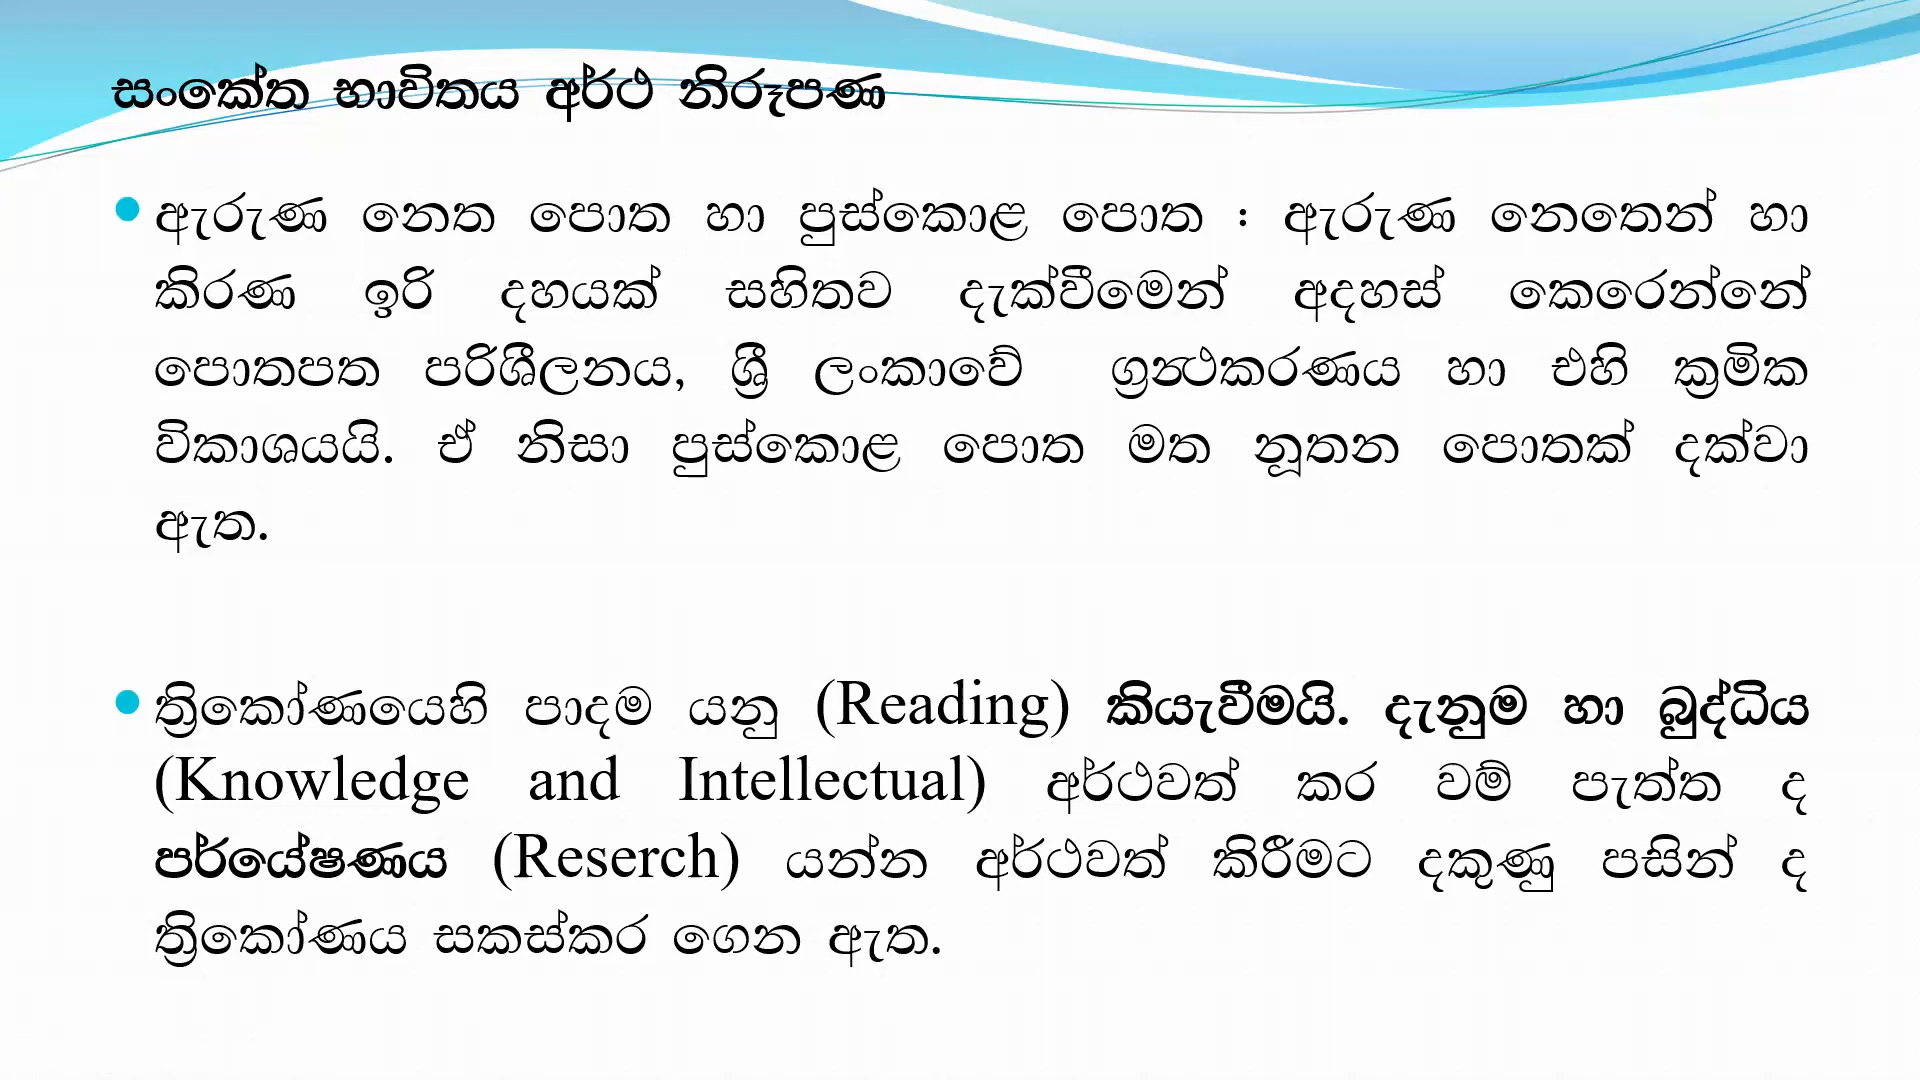 සංකේත භාවිතය අර්ථ නිරූපණ
ඇරුණ නෙත පොත හා පුස්කොළ පොත : ඇරුණ නෙතෙන් හා
කිරණ ඉරි දහයක් සහිතව දැක්වීමෙන් අදහස් කෙරෙන්නේ
පොතපත පරිශීලනය, ශ්‍රී ලංකාවේ ග්‍රන්‍ථකරණය හා එහි ක්‍රමික
විකාශයයි. ඒ නිසා පුස්කොළ පොත මත නූතන පොතක් දක්වා
ඇත.
ත්‍රිකෝණයෙහි පාදම යනු (Reading) කියැවීමයි. දැනුම හා බුද්ධිය
(Knowledge and Intellectual) අර්ථවත් කර වම් පැත්ත ද
පර්යේෂණය (Reserch) යන්න අර්ථවත් කිරීමට දකුණු පසින් ද
ත්‍රිකෝණය සකස්කර ගෙන ඇත.